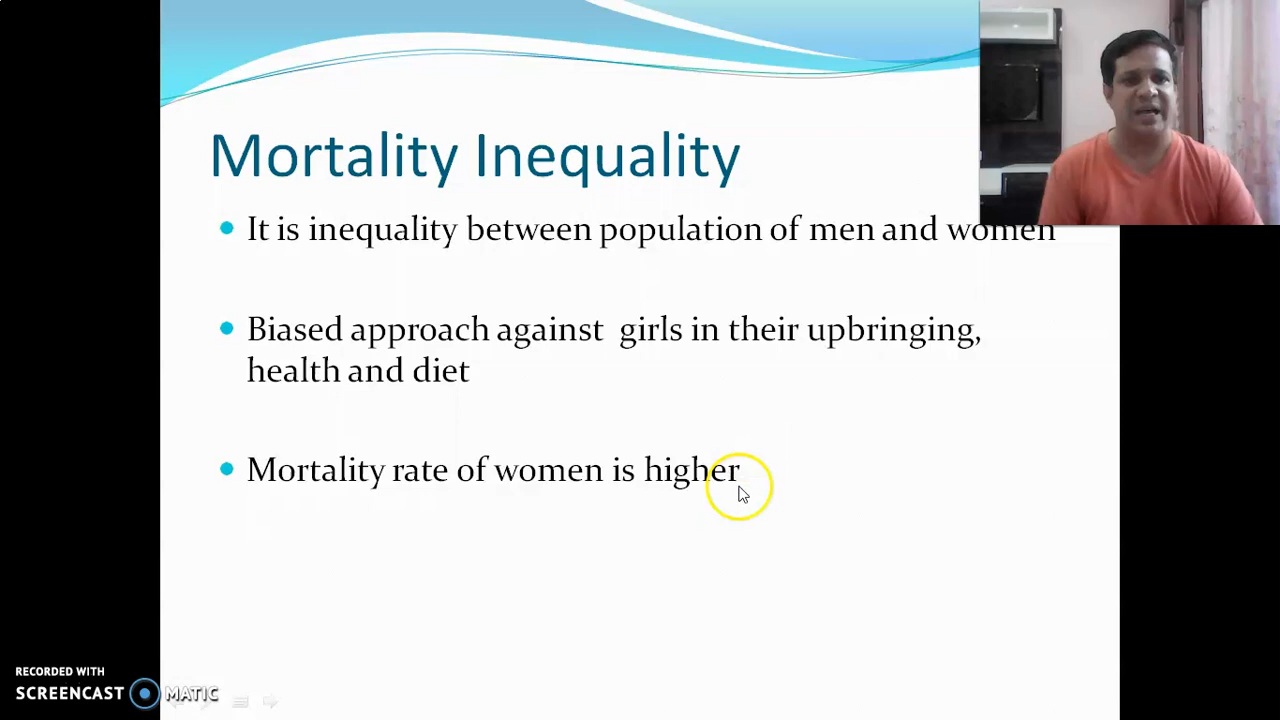 Mortality Inequality
It is inequality between population of men and women
Biased approach against girls in their upbringing,
health and diet
Mortality rate of women is higher
RECORDED WITH
SCREENCAST MATIC